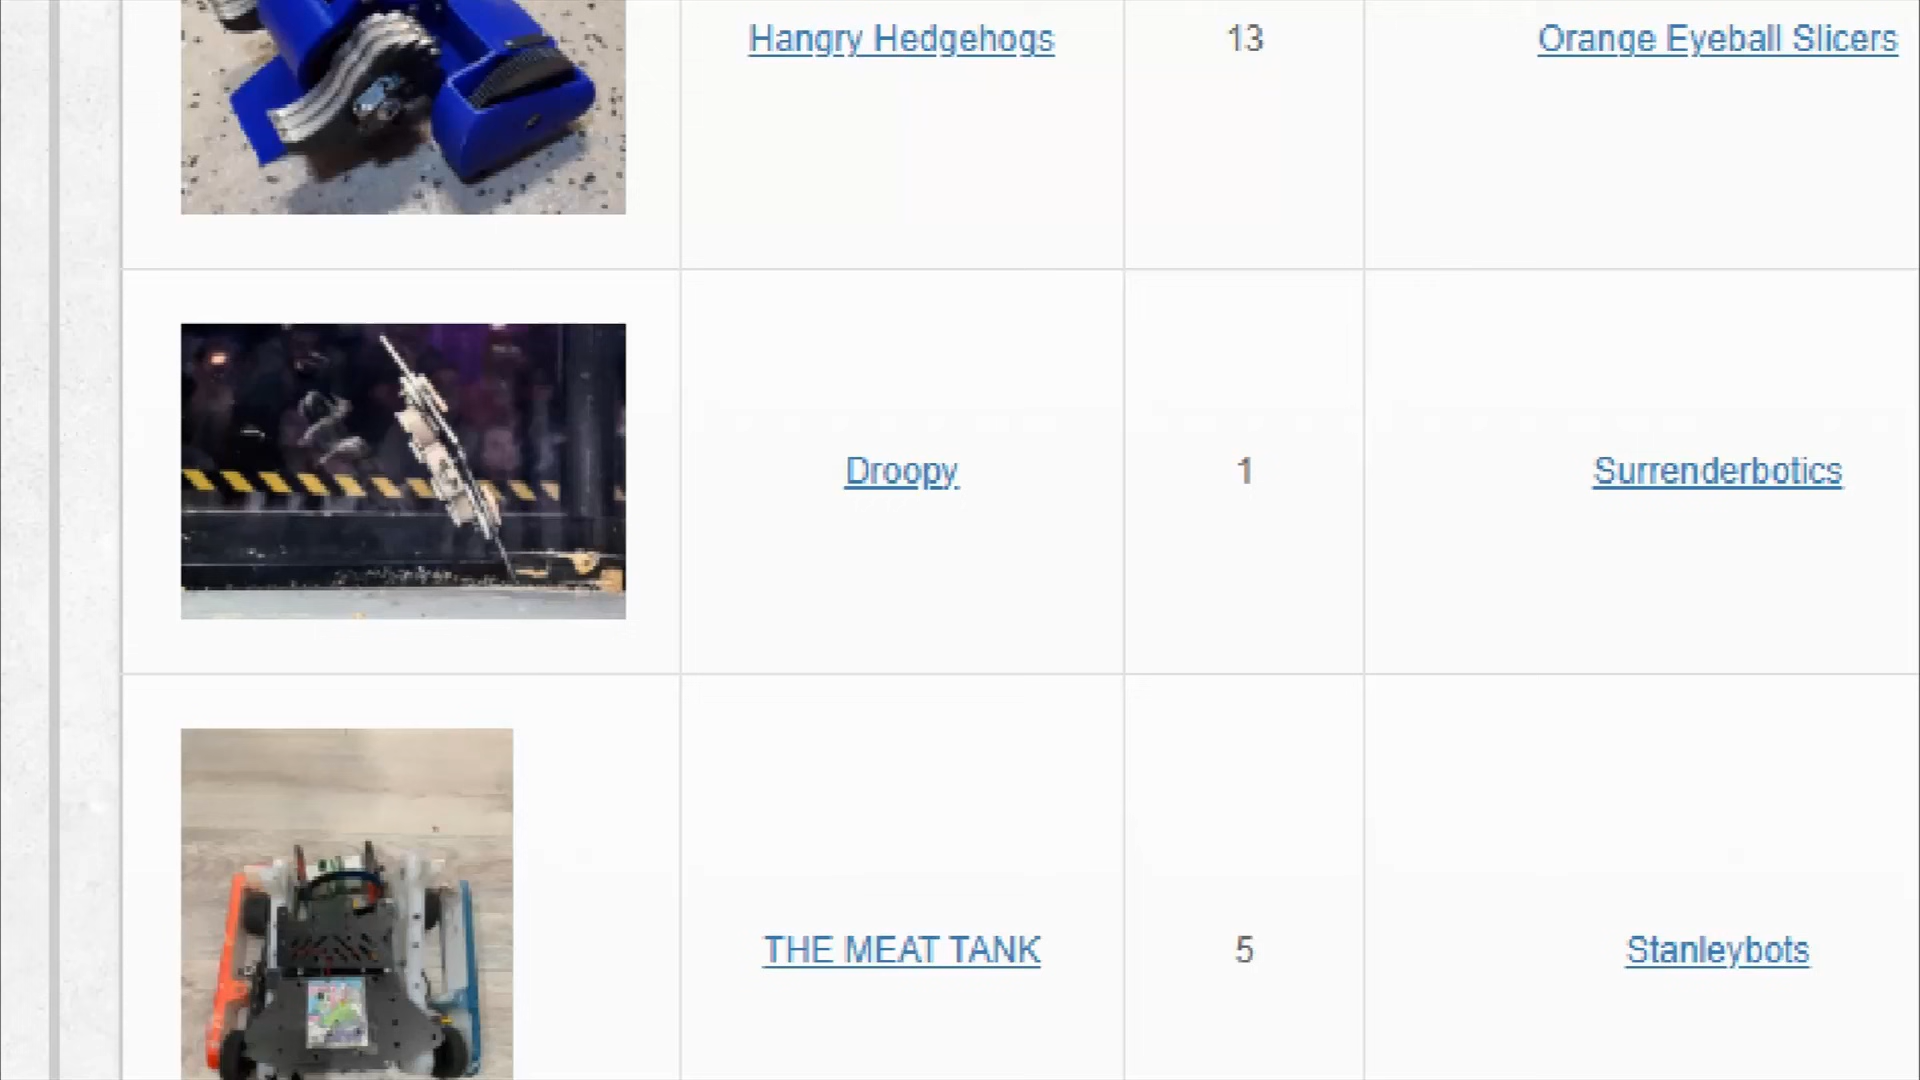 Hangry Hedgehogs 13 Orange Eyeball Slicers
Droopy 1 Surrenderbotics
THE MEAT TANK 5 Stanleybots